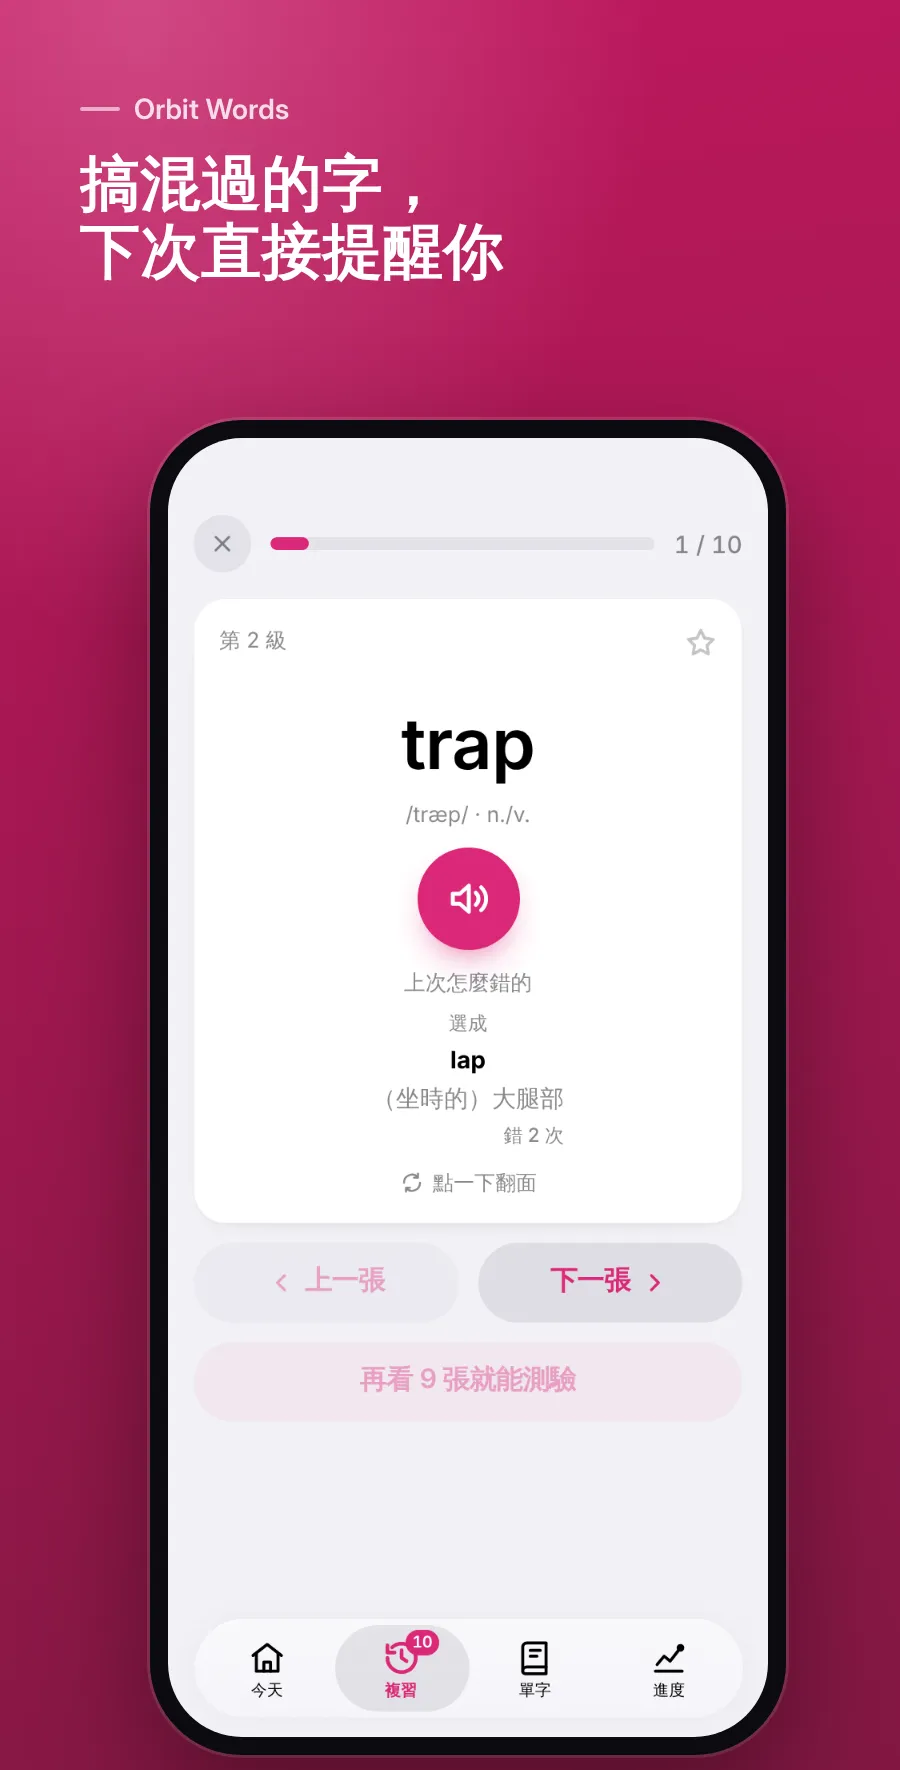 Orbit Words
搞混過的字，
下次直接提醒你
1 / 10
第 2 級
trap
/træp/ · n./v.
上次怎麼錯的
選成
lap
（坐時的）大腿部
錯 2 次
點一下翻面
上一張
下一張
再看 9 張就能測驗
10
今天
複習
單字
進度